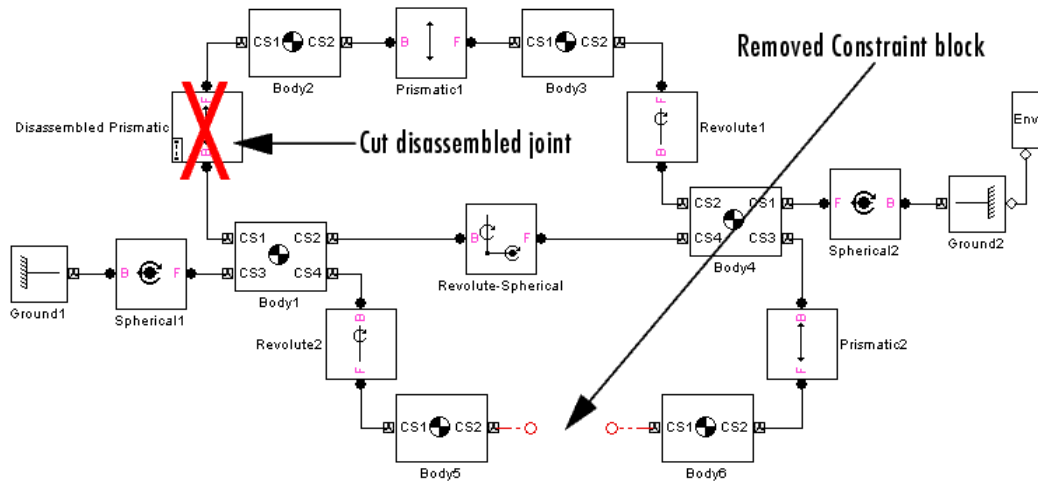 CS1 CS2
Body2
B F
Prismatic1
CS1 CS2
Body3
Removed Constraint block
Disassembled Prismatic
F
B
Cut disassembled joint
F
B
Revolute1
Env
CS1 CS2
CS3 CS4
Body1
B F
Revolute-Spherical
CS2 CS1
CS4 CS3
Body4
F B
Spherical2
Ground2
Ground1
B F
Spherical1
B
F
Revolute2
B
F
Prismatic2
CS1 CS2
Body5
CS1 CS2
Body6